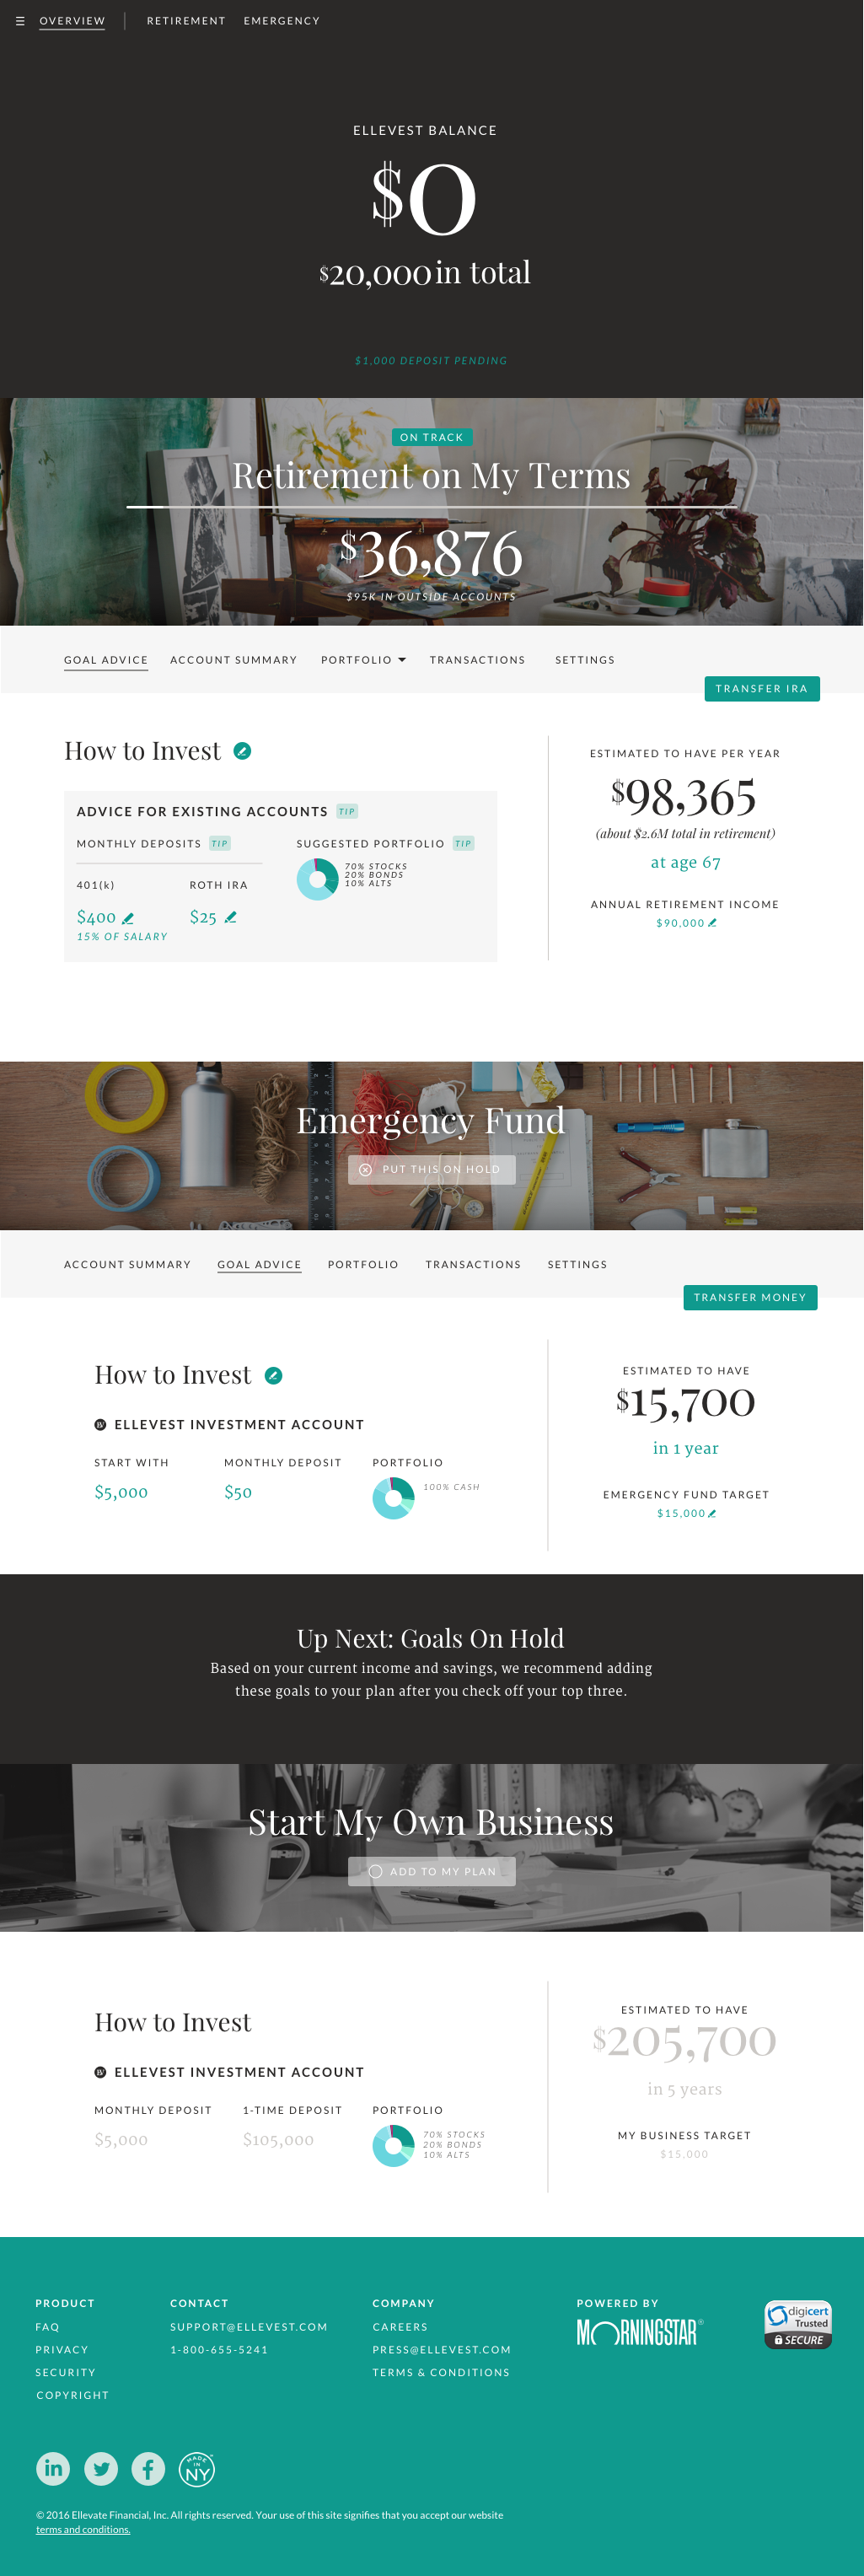 OVERVIEW
RETIREMENT
EMERGENCY
ELLEVEST BALANCE
$0
$20,000 in total
$1,000 DEPOSIT PENDING
ON TRACK
Retirement on My Terms
$36,876
$95K IN OUTSIDE ACCOUNTS
GOAL ADVICE
ACCOUNT SUMMARY
PORTFOLIO
TRANSACTIONS
SETTINGS
TRANSFER IRA
How to Invest
ADVICE FOR EXISTING ACCOUNTS TIP
MONTHLY DEPOSITS TIP
401(k)
ROTH IRA
$400
$25
15% OF SALARY
SUGGESTED PORTFOLIO TIP
70% STOCKS
20% BONDS
10% ALTS
ESTIMATED TO HAVE PER YEAR
$98,365
(about $2.6M total in retirement)
at age 67
ANNUAL RETIREMENT INCOME
$90,000
Emergency Fund
PUT THIS ON HOLD
ACCOUNT SUMMARY
GOAL ADVICE
PORTFOLIO
TRANSACTIONS
SETTINGS
TRANSFER MONEY
How to Invest
ELLEVEST INVESTMENT ACCOUNT
START WITH
$5,000
MONTHLY DEPOSIT
$50
PORTFOLIO
100% CASH
ESTIMATED TO HAVE
$15,700
in 1 year
EMERGENCY FUND TARGET
$15,000
Up Next: Goals On Hold
Based on your current income and savings, we recommend adding
these goals to your plan after you check off your top three.
Start My Own Business
ADD TO MY PLAN
How to Invest
ELLEVEST INVESTMENT ACCOUNT
MONTHLY DEPOSIT
$5,000
1-TIME DEPOSIT
$105,000
PORTFOLIO
70% STOCKS
20% BONDS
10% ALTS
ESTIMATED TO HAVE
$205,700
in 5 years
MY BUSINESS TARGET
$15,000
PRODUCT
FAQ
PRIVACY
SECURITY
COPYRIGHT
CONTACT
SUPPORT@ELLEVEST.COM
1-800-655-5241
COMPANY
CAREERS
PRESS@ELLEVEST.COM
TERMS & CONDITIONS
POWERED BY
MORNINGSTAR®
digicert
Trusted
SECURE
in
f
MADE
IN
NY
© 2016 Ellevate Financial, Inc. All rights reserved. Your use of this site signifies that you accept our website
terms and conditions.